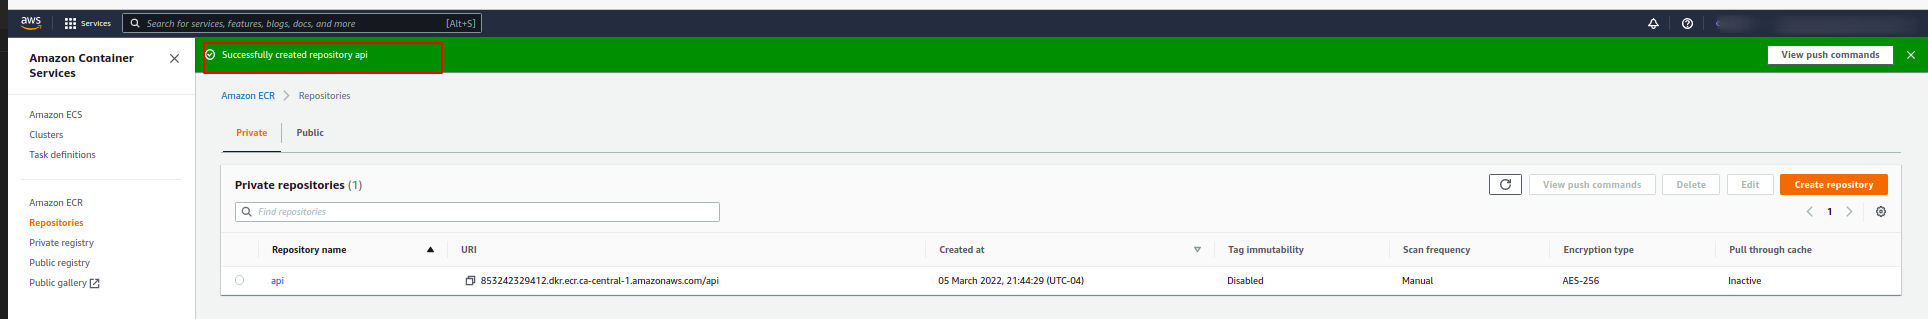 aws Services Search for services, features, blogs, docs, and more [Alt+S]
Amazon Container Services
Successfully created repository api View push commands
Amazon ECS
Clusters
Task definitions
Amazon ECR
Repositories
Private registry
Public registry
Public gallery
Amazon ECR Repositories
Private Public
Private repositories (1) View push commands Delete Edit Create repository
Find repositories 1
Repository name URI Created at Tag immutability Scan frequency Encryption type Pull through cache
api 853242329412.dkr.ecr.ca-central-1.amazonaws.com/api 05 March 2022, 21:44:29 (UTC-04) Disabled Manual AES-256 Inactive